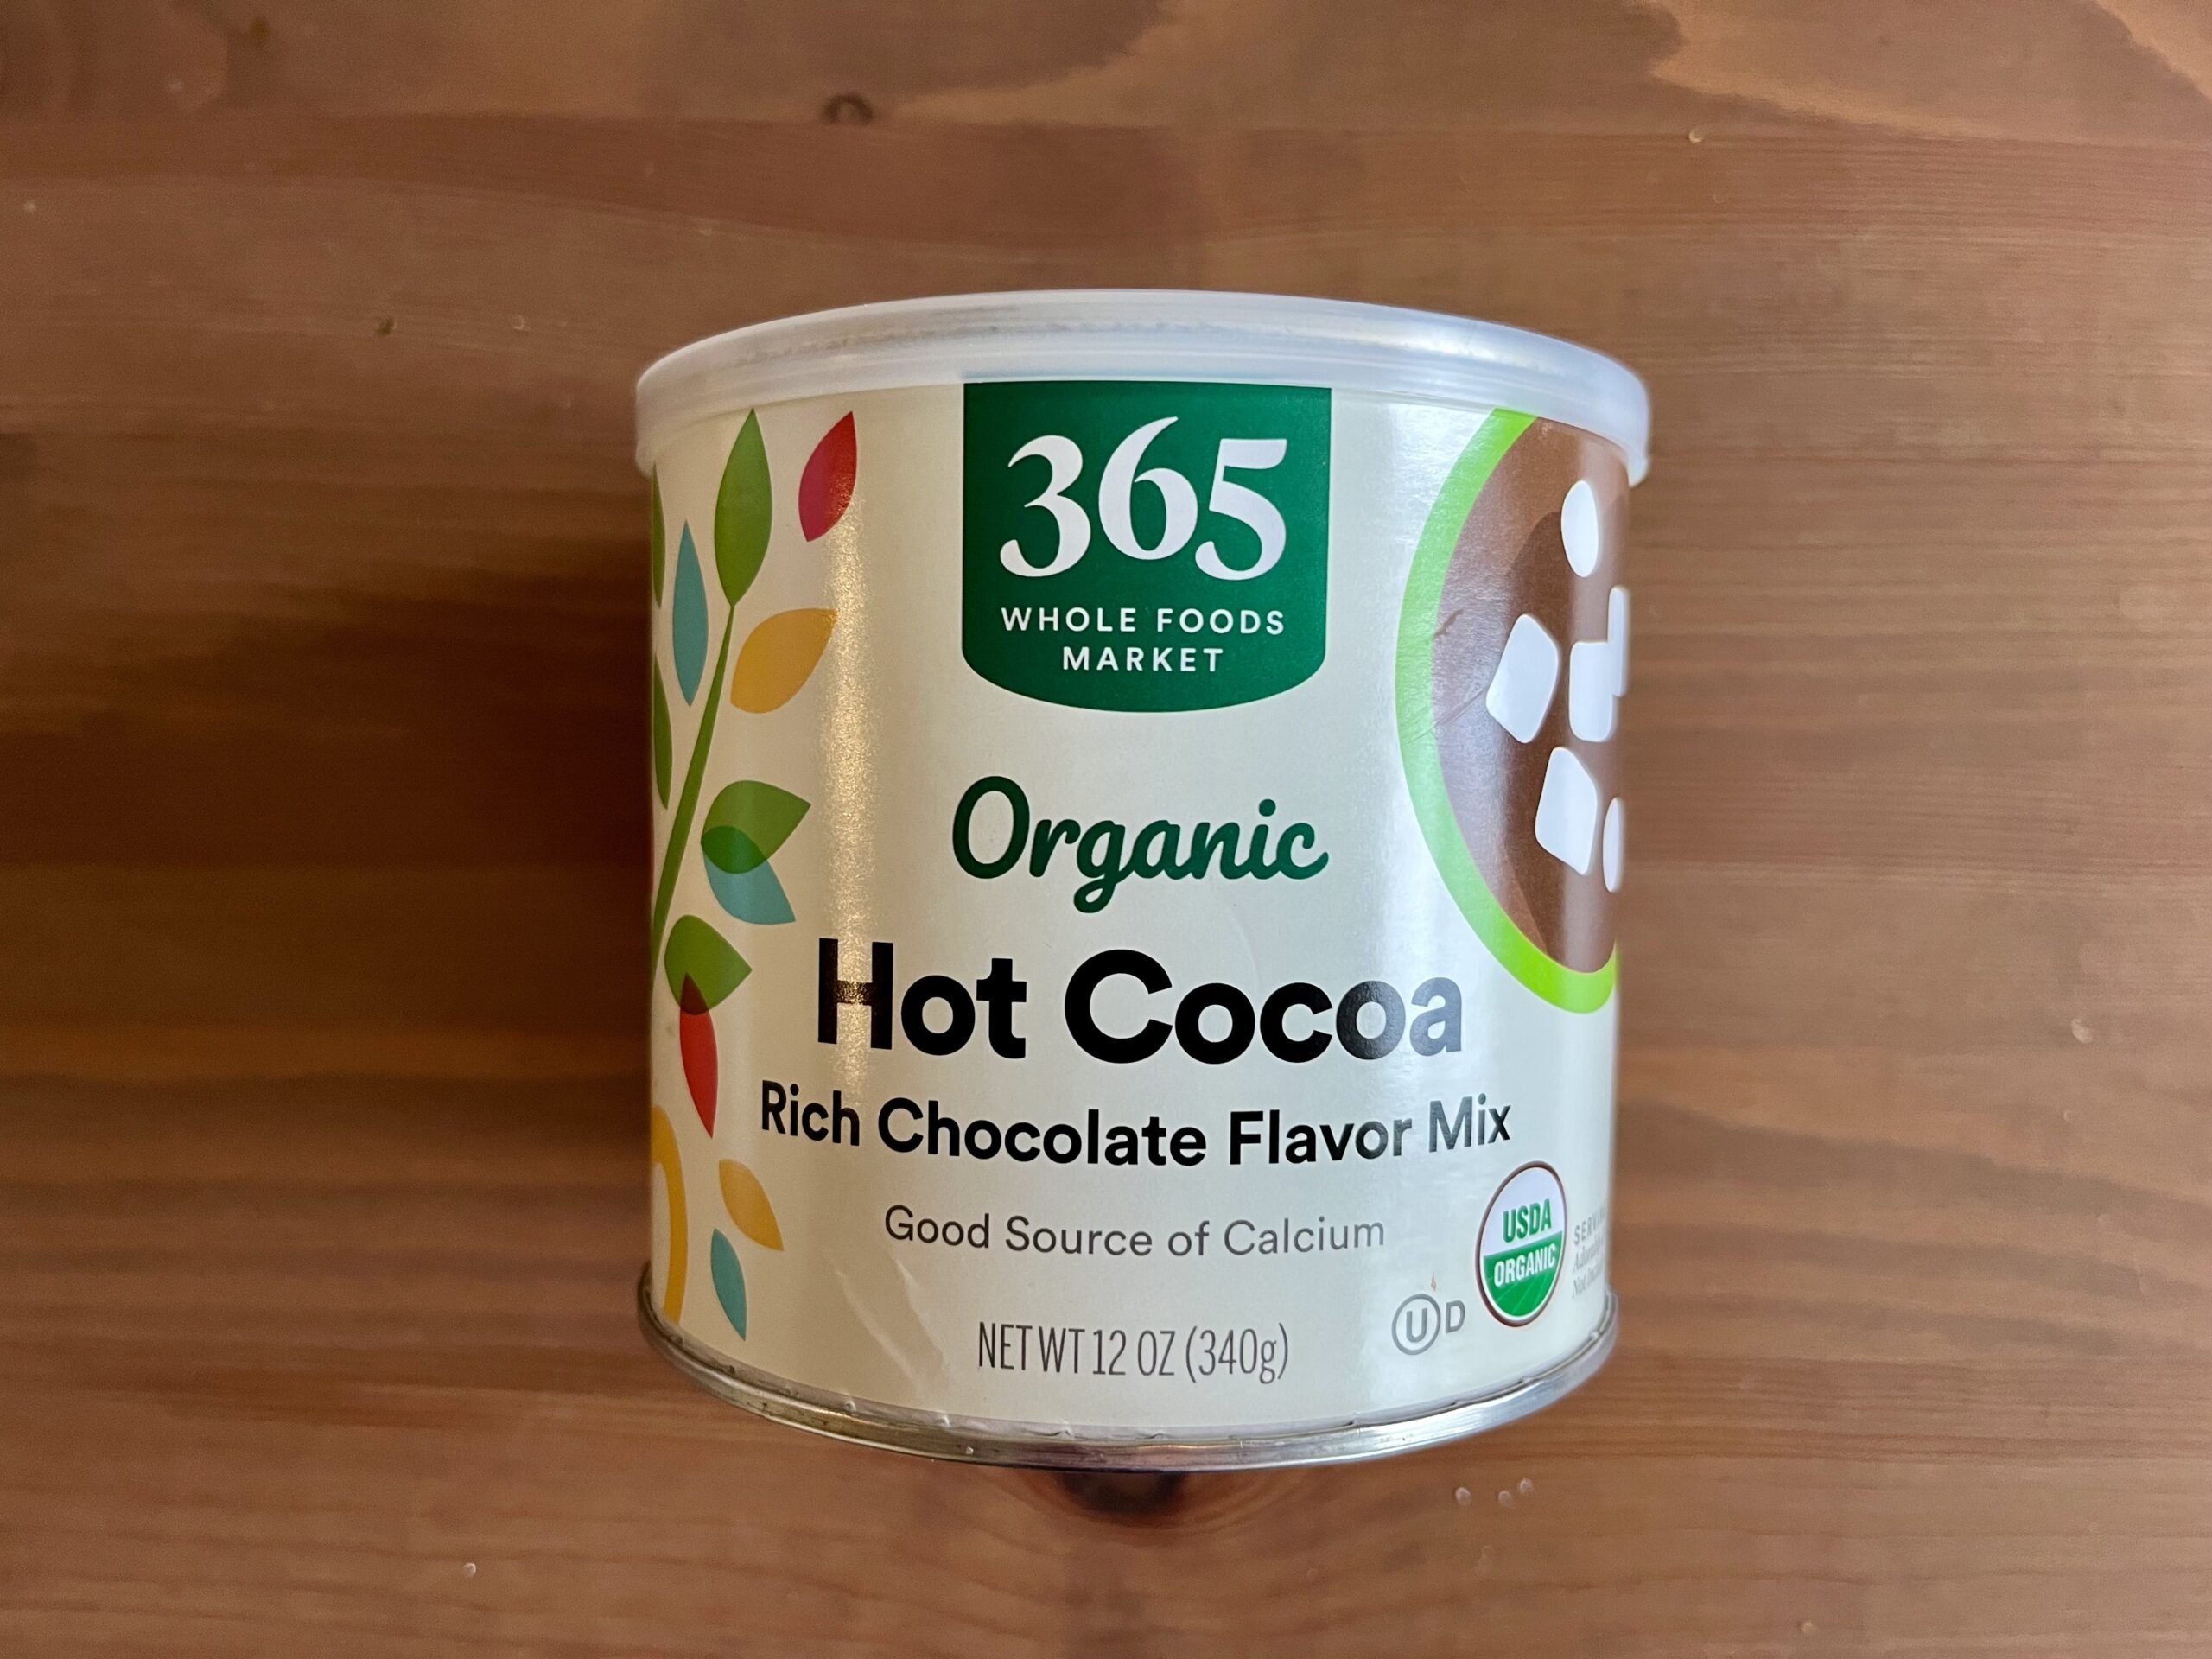 365
WHOLE FOODS
MARKET
Organic
Hot Cocoa
Rich Chocolate Flavor Mix
Good Source of Calcium
USDA
ORGANIC
U D
NET WT 12 OZ (340g)